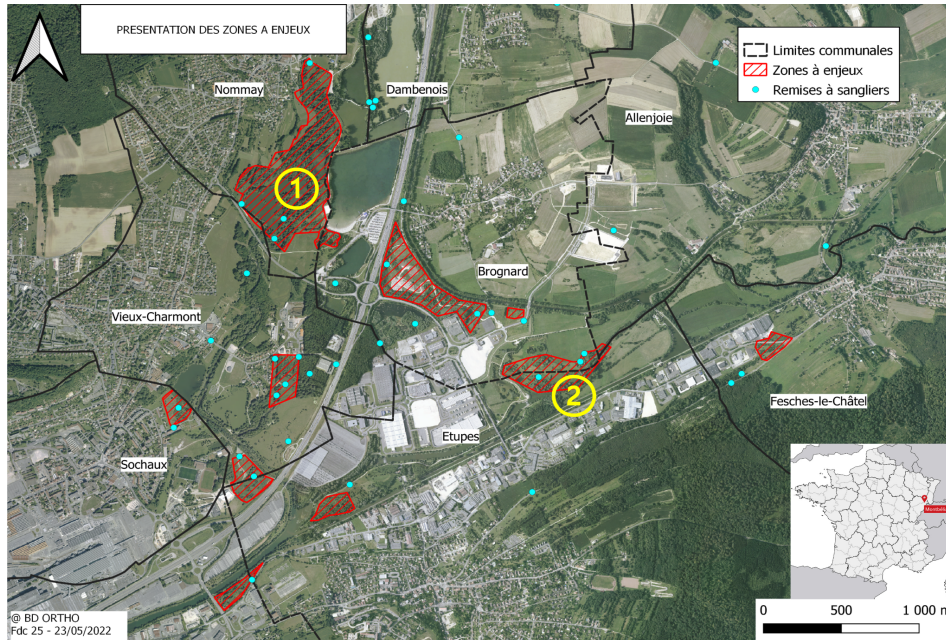 PRESENTATION DES ZONES A ENJEUX
Limites communales
Zones à enjeux
Remises à sangliers
Nommay
Dambenois
Allenjoie
1
Brognard
Vieux-Charmont
2
Fesches-le-Châtel
Etupes
Sochaux
@ BD ORTHO
Fdc 25 - 23/05/2022
0 500 1 000 m